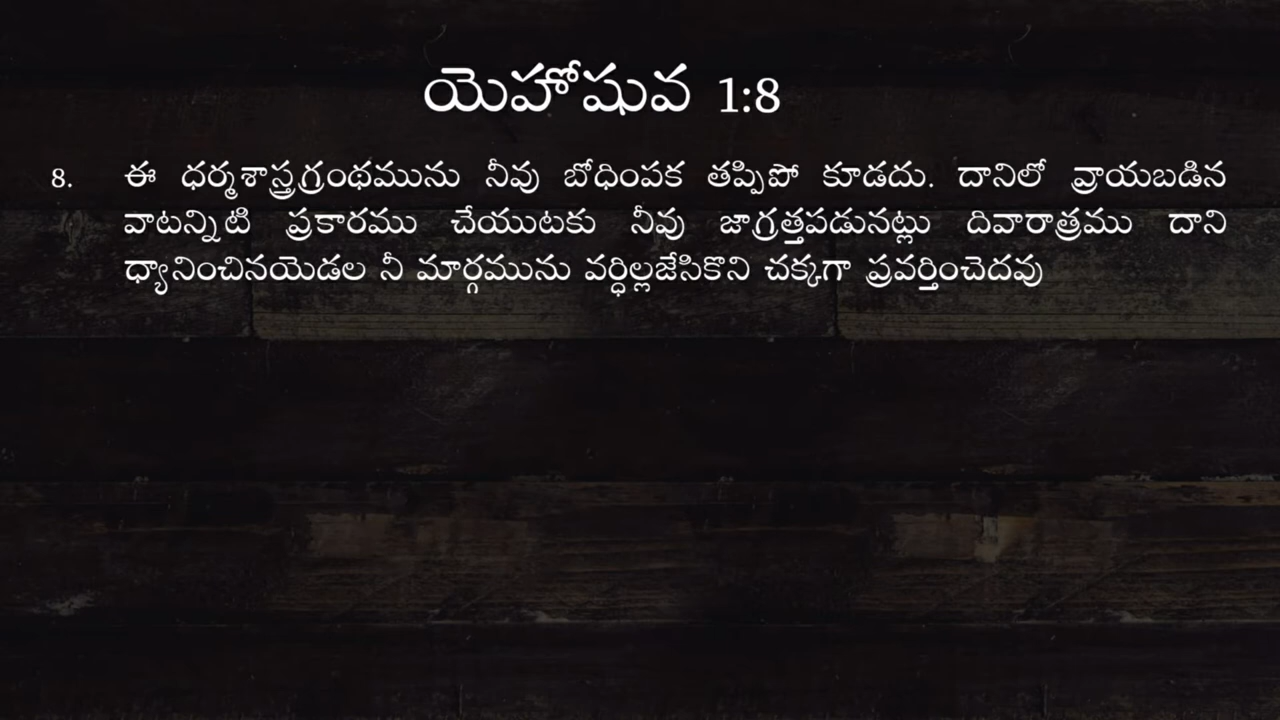 యెహోషువ 1:8
8. ఈ ధర్మశాస్త్రగ్రంథమును నీవు బోధింపక తప్పిపో కూడదు. దానిలో వ్రాయబడిన
వాటన్నిటి ప్రకారము చేయుటకు నీవు జాగ్రత్తపడునట్లు దివారాత్రము దాని
ధ్యానించినయెడల నీ మార్గమును వర్ధిల్లజేసికొని చక్కగా ప్రవర్తించెదవు